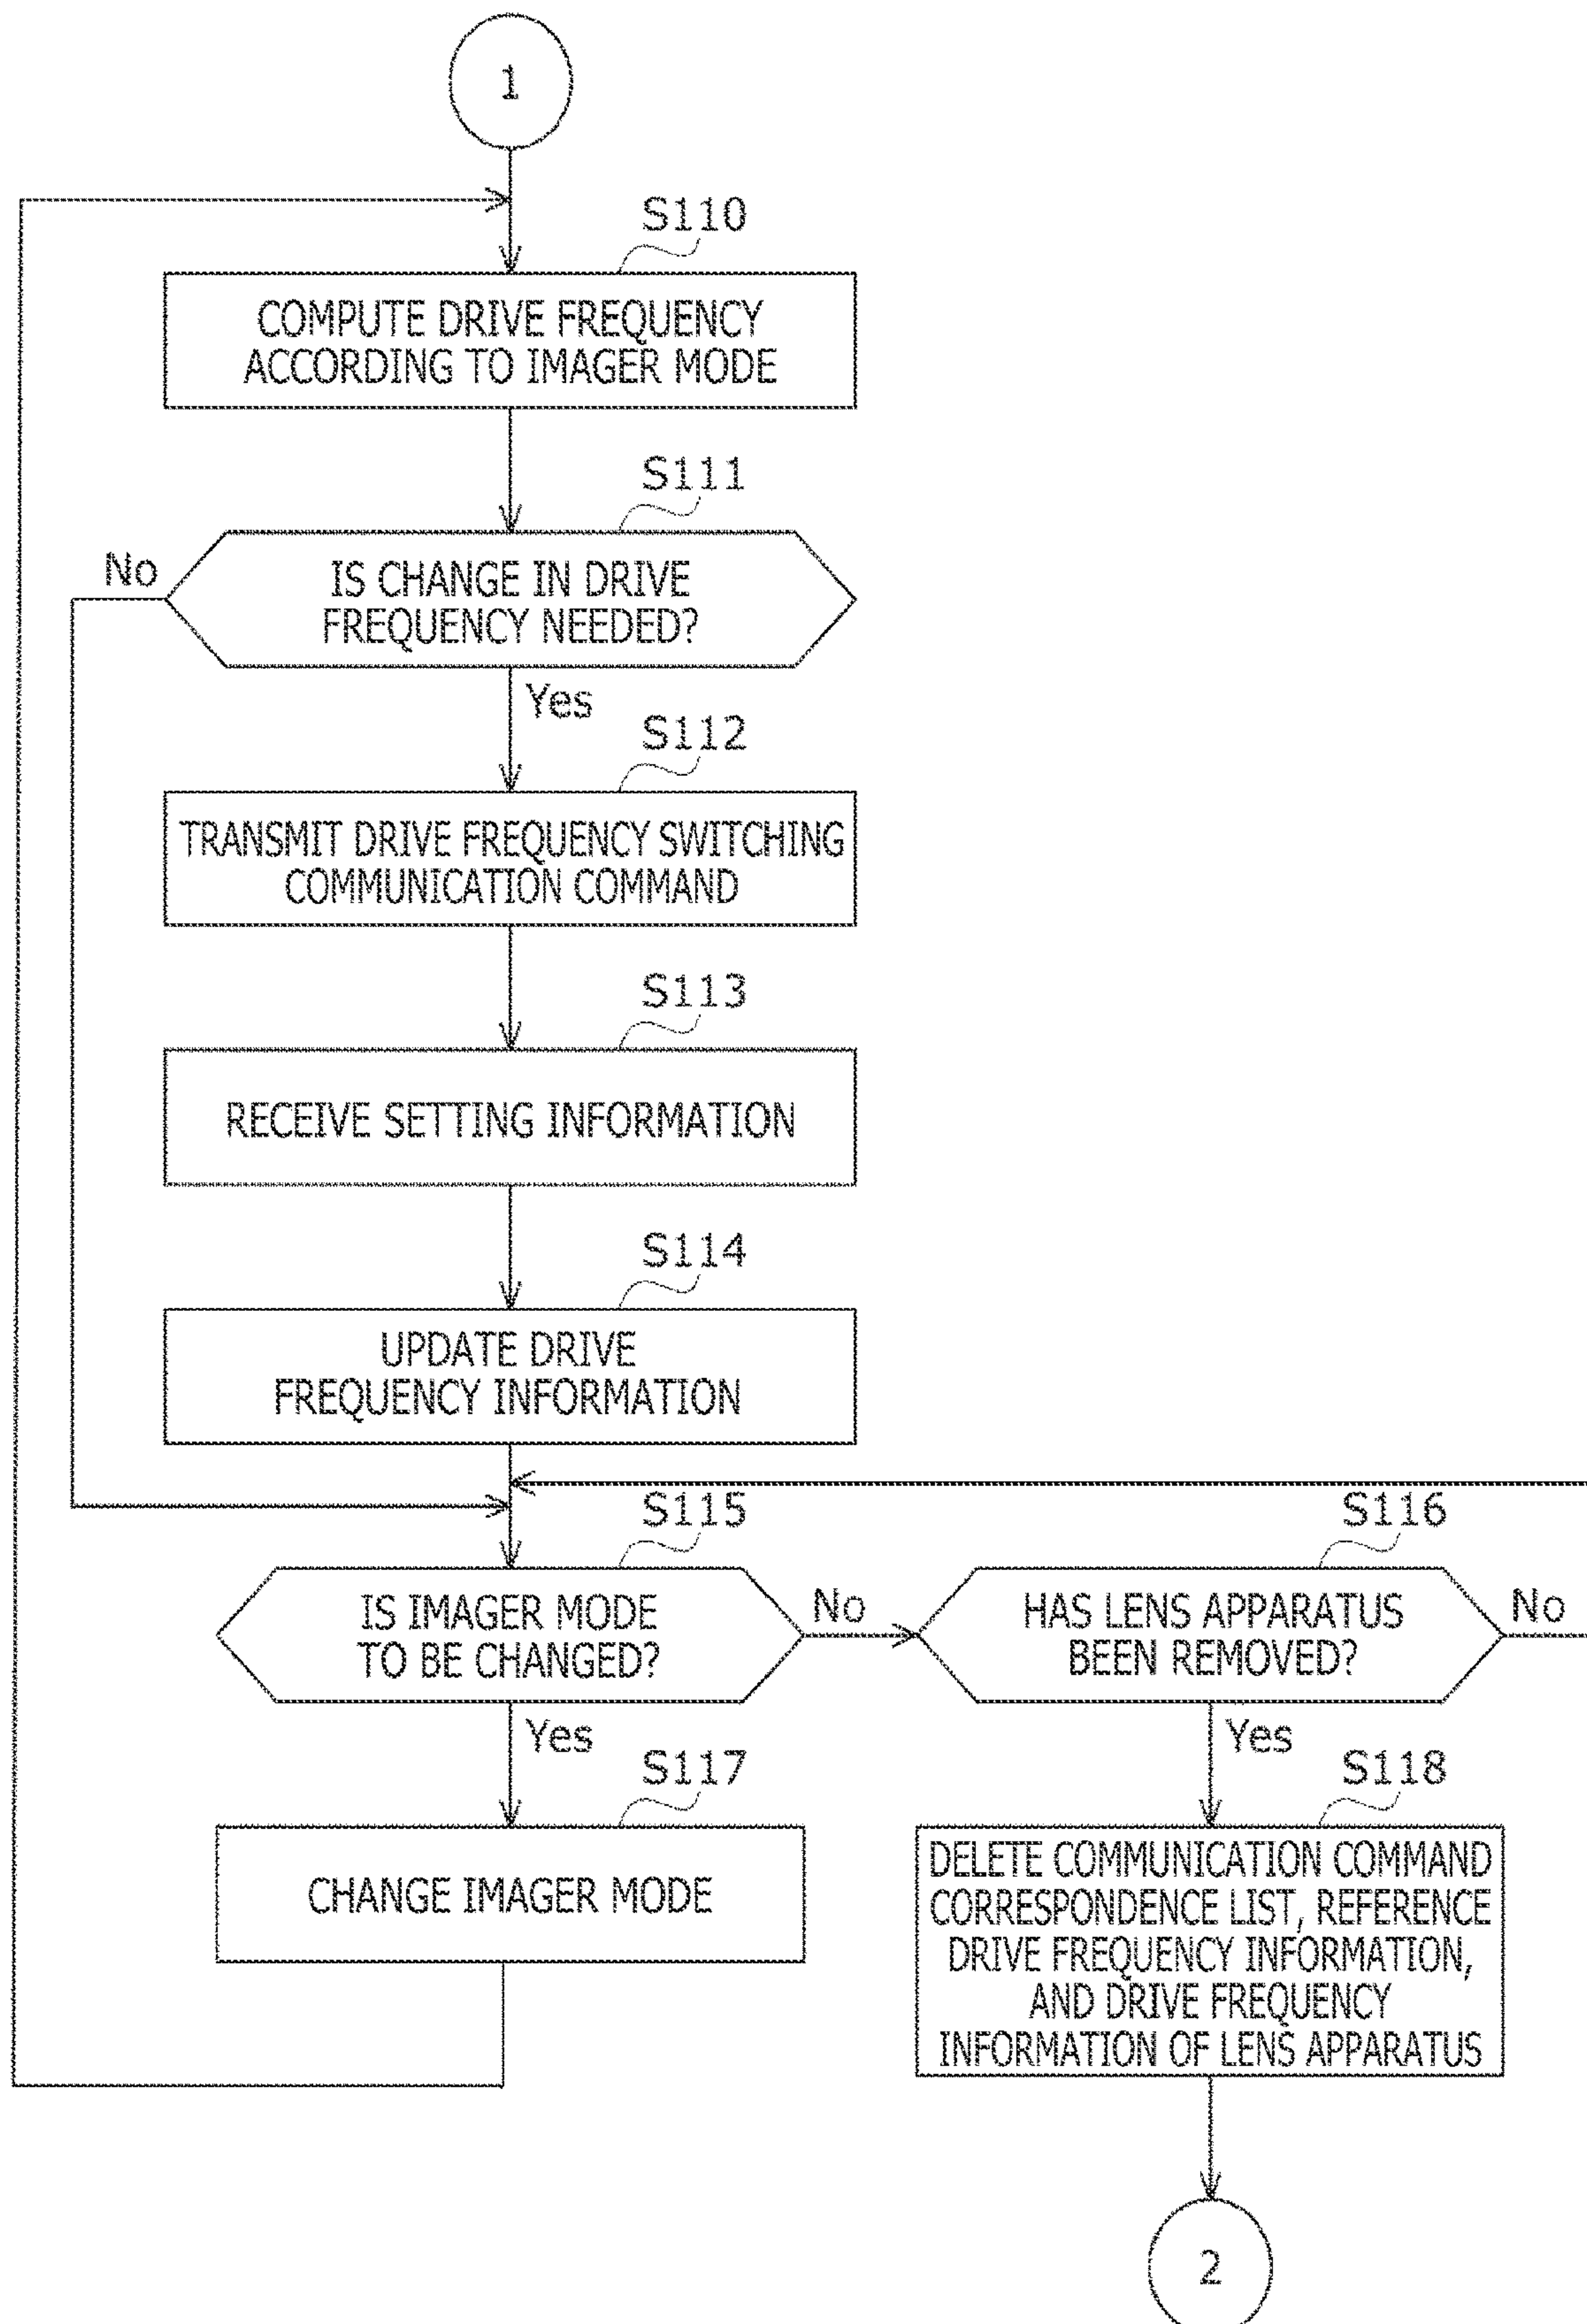 1
S110
COMPUTE DRIVE FREQUENCY
ACCORDING TO IMAGER MODE
S111
No
IS CHANGE IN DRIVE
FREQUENCY NEEDED?
Yes
S112
TRANSMIT DRIVE FREQUENCY SWITCHING
COMMUNICATION COMMAND
S113
RECEIVE SETTING INFORMATION
S114
UPDATE DRIVE
FREQUENCY INFORMATION
S115
IS IMAGER MODE
TO BE CHANGED?
No
S116
HAS LENS APPARATUS
BEEN REMOVED?
No
Yes
S117
CHANGE IMAGER MODE
Yes
S118
DELETE COMMUNICATION COMMAND
CORRESPONDENCE LIST, REFERENCE
DRIVE FREQUENCY INFORMATION,
AND DRIVE FREQUENCY
INFORMATION OF LENS APPARATUS
2